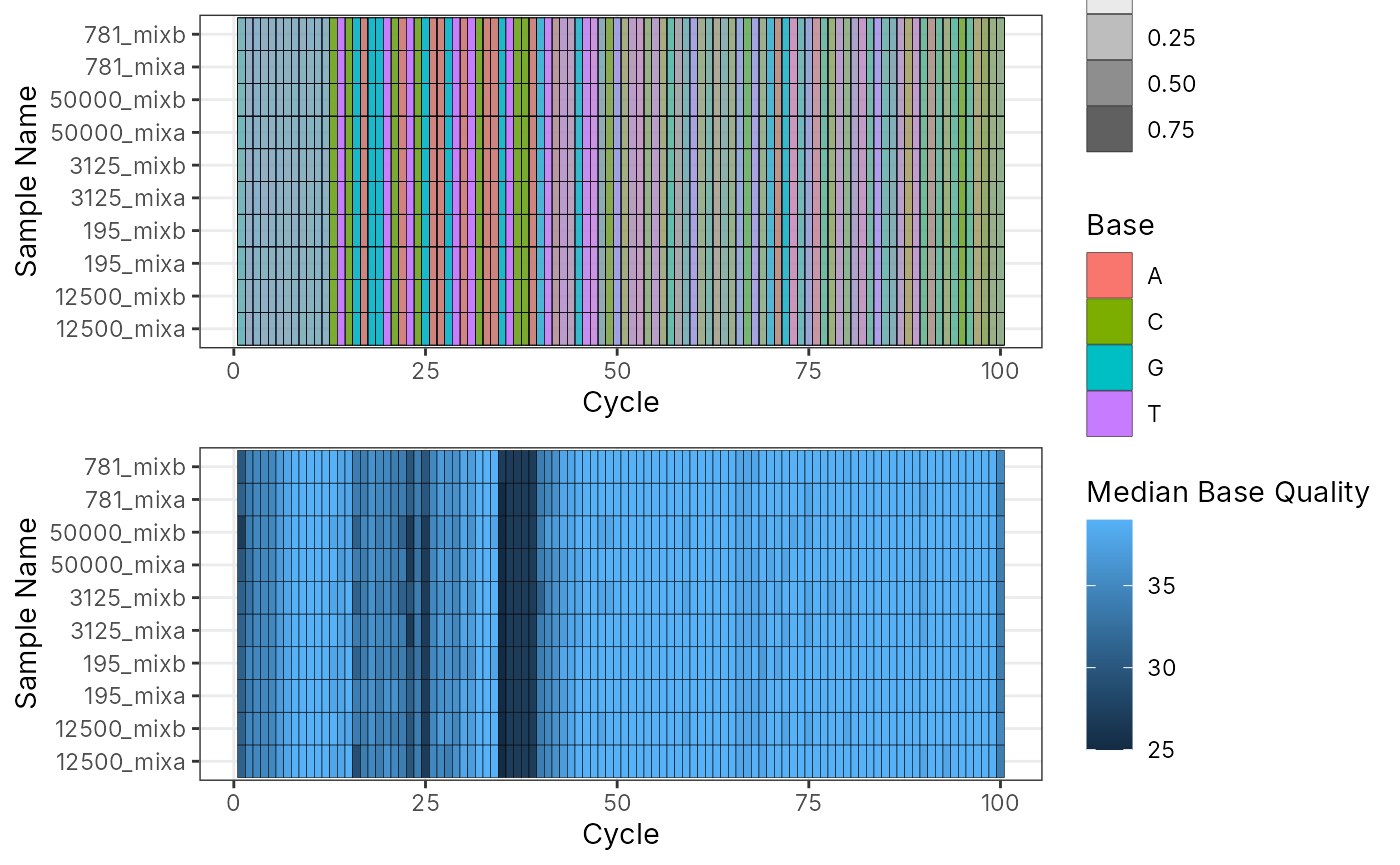 Sample Name
781_mixb
781_mixa
50000_mixb
50000_mixa
3125_mixb
3125_mixa
195_mixb
195_mixa
12500_mixb
12500_mixa
0 25 50 75 100
Cycle
0.25
0.50
0.75
Base
A
C
G
T
Sample Name
781_mixb
781_mixa
50000_mixb
50000_mixa
3125_mixb
3125_mixa
195_mixb
195_mixa
12500_mixb
12500_mixa
0 25 50 75 100
Cycle
Median Base Quality
35
30
25